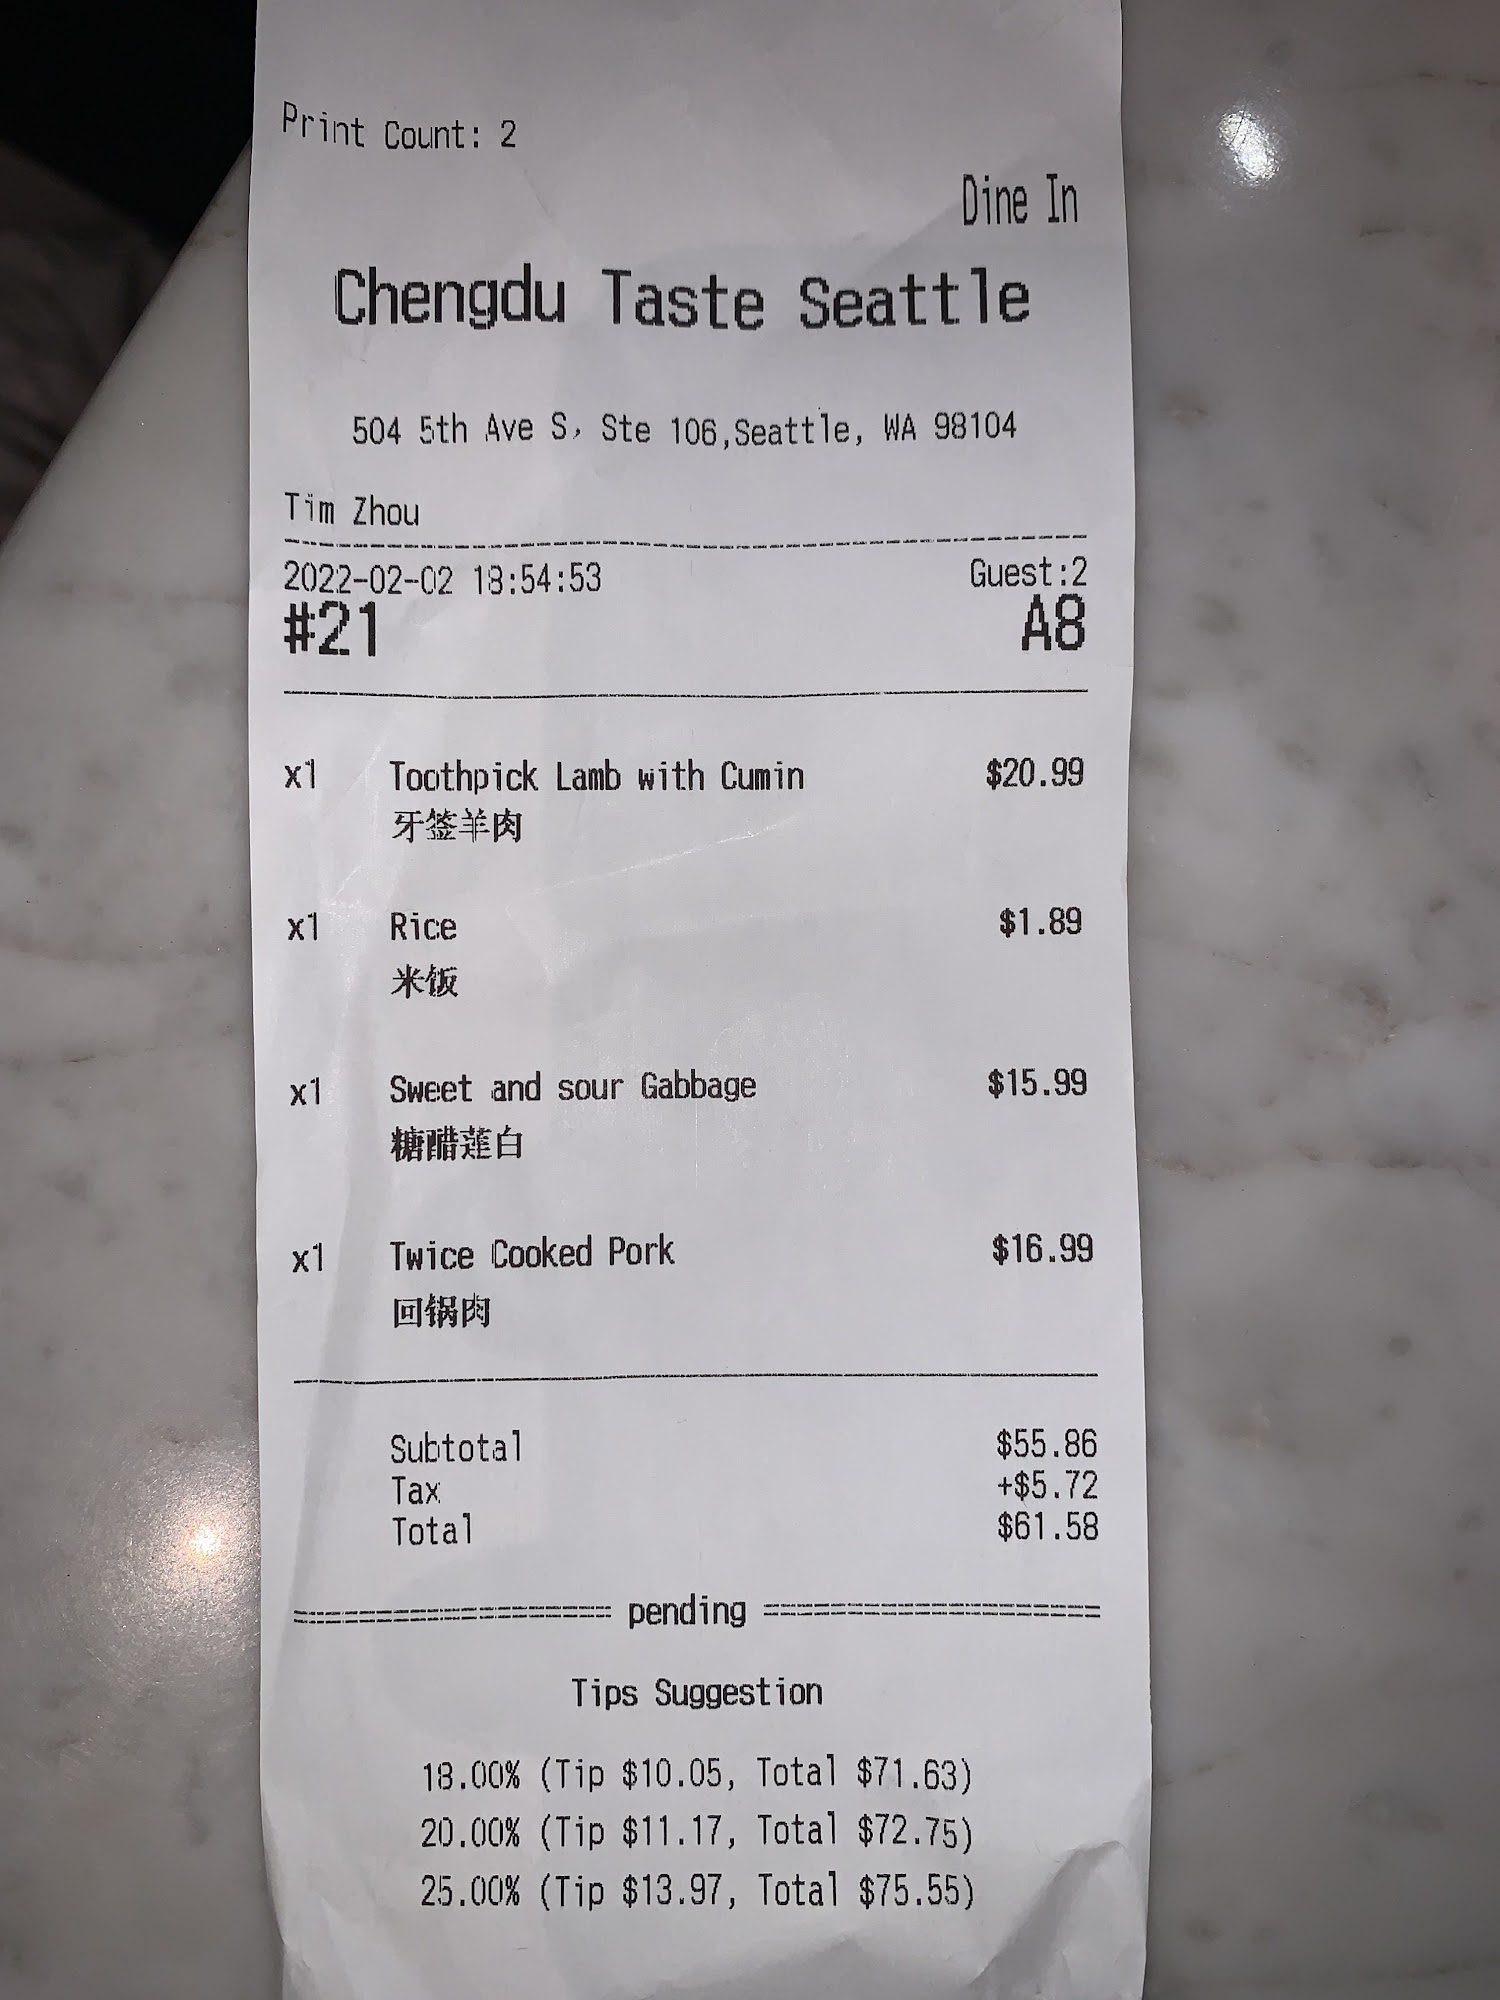 Print Count: 2
Dine In
Chengdu Taste Seattle
504 5th Ave S, Ste 106,Seattle, WA 98104
Tim Zhou
2022-02-02 18:54:53 Guest:2
#21 A8
x1 Toothpick Lamb with Cumin $20.99
牙签羊肉
x1 Rice $1.89
米饭
x1 Sweet and sour Gabbage $15.99
糖醋莲白
x1 Twice Cooked Pork $16.99
回锅肉
Subtotal $55.86
Tax +$5.72
Total $61.58
pending
Tips Suggestion
18.00% (Tip $10.05, Total $71.63)
20.00% (Tip $11.17, Total $72.75)
25.00% (Tip $13.97, Total $75.55)